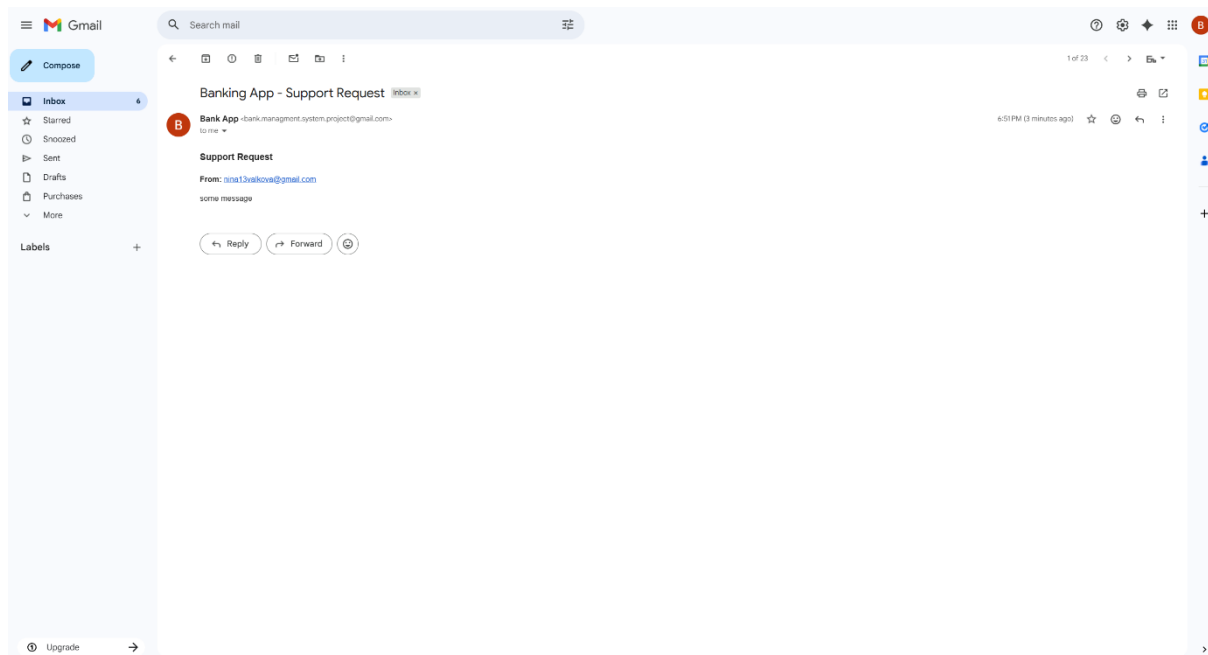 Gmail
Search mail
B
Compose
1 of 23
Inbox 6
Starred
Snoozed
Sent
Drafts
Purchases
More
Labels
Upgrade
Banking App - Support Request Inbox ×
B
Bank App <bank.managment.system.project@gmail.com>
6:51 PM (3 minutes ago)
to me
Support Request
From: nina13valkova@gmail.com
some message
Reply
Forward